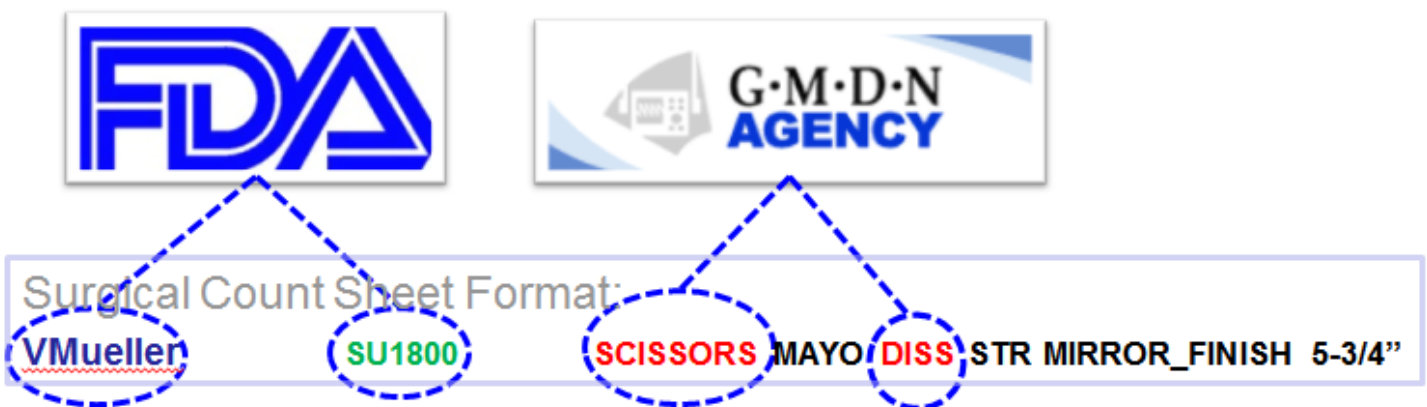 FDA
G·M·D·N
AGENCY
Surgical Count Sheet Format:
VMueller SU1800 SCISSORS MAYO DISS STR MIRROR_FINISH 5-3/4”